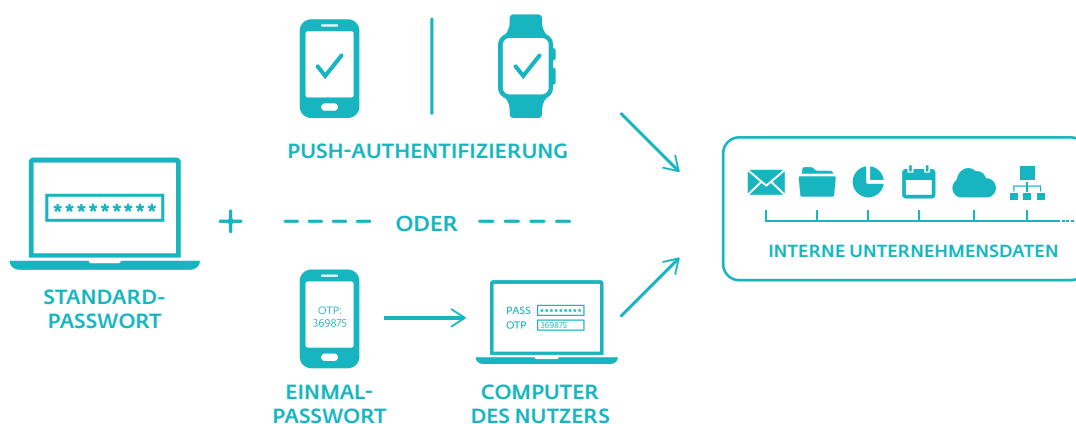 PUSH-AUTHENTIFIZIERUNG
*********
+
ODER
STANDARD-
PASSWORT
INTERNE UNTERNEHMENSDATEN
OTP:
369875
PASS *********
OTP 369875
EINMAL-
PASSWORT
COMPUTER
DES NUTZERS